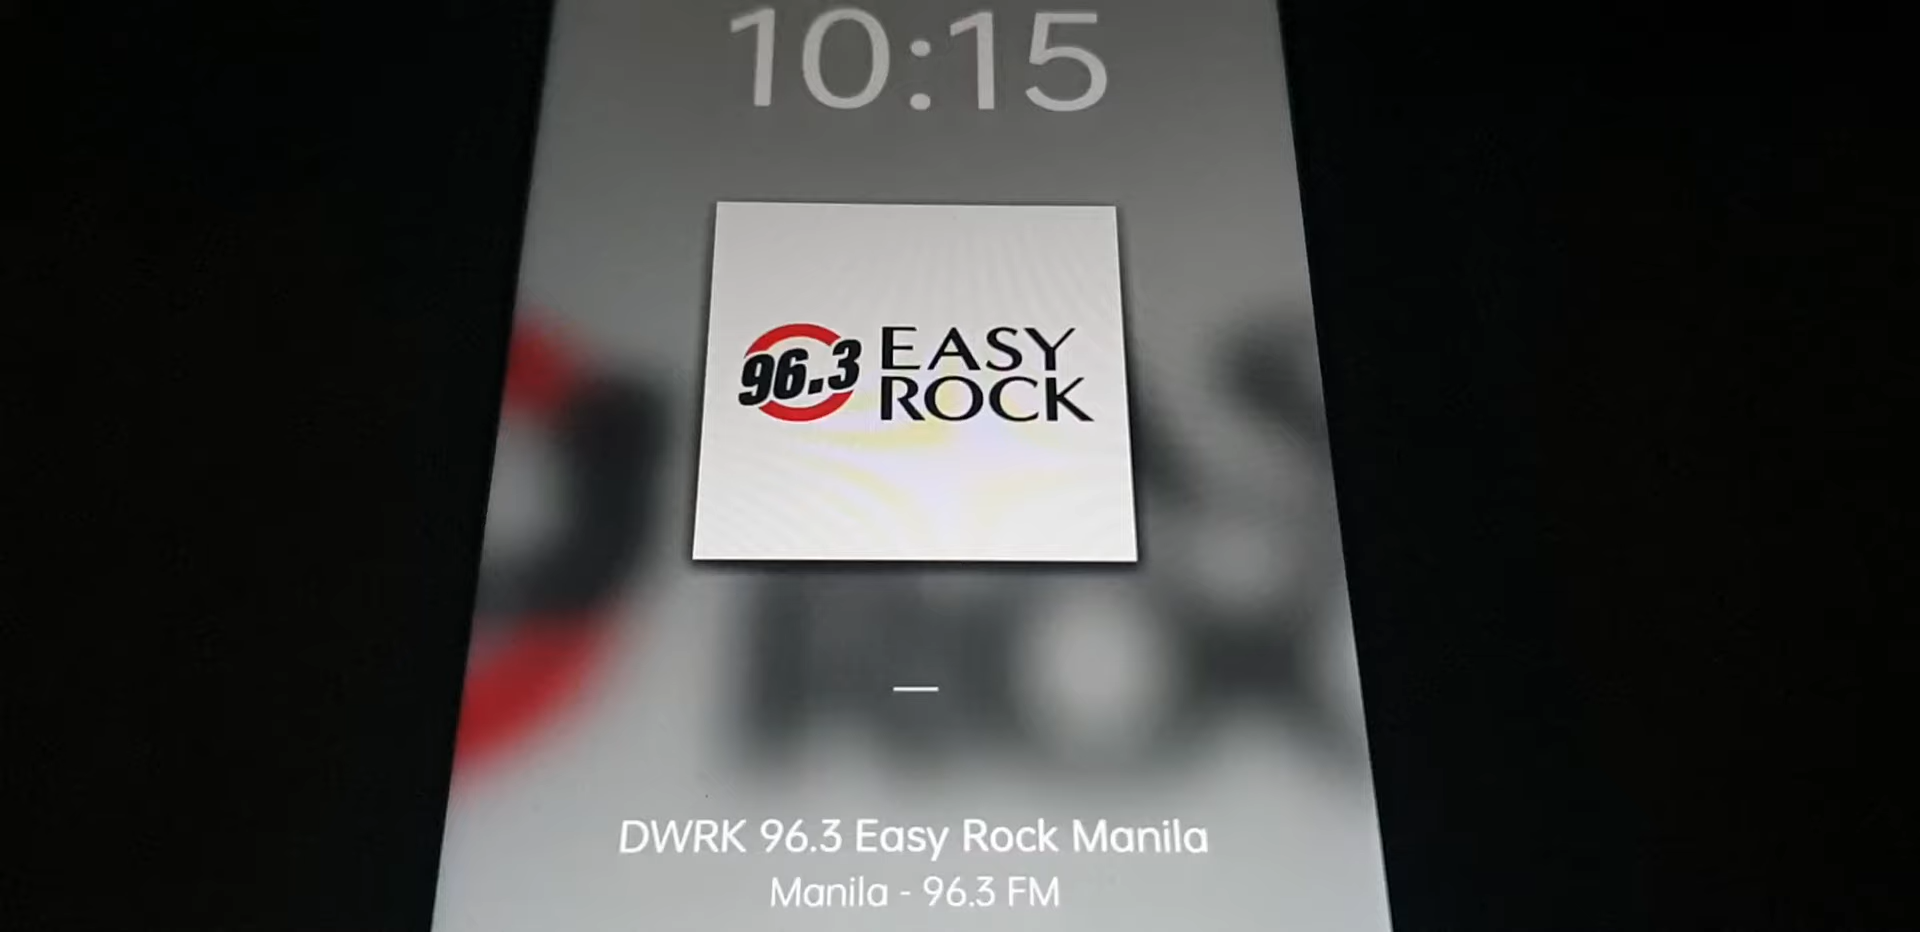 10:15
96.3 EASY
ROCK
DWRK 96.3 Easy Rock Manila
Manila - 96.3 FM